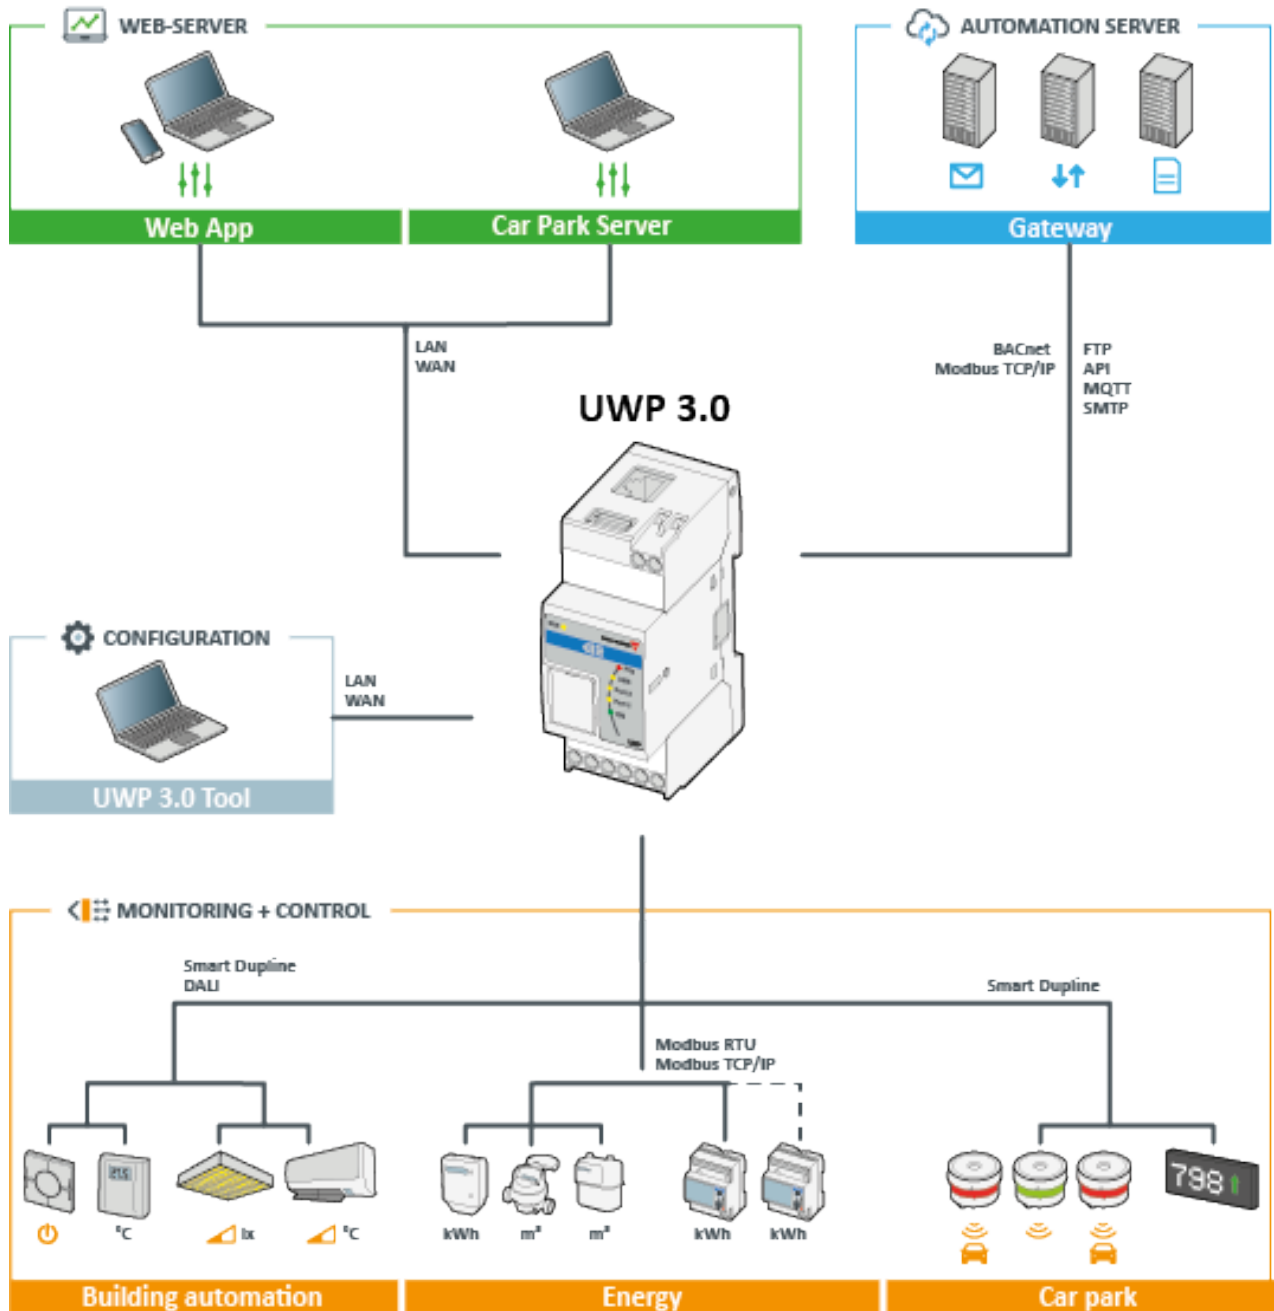 WEB-SERVER
AUTOMATION SERVER
Web App
Car Park Server
Gateway
LAN
WAN
BACnet
Modbus TCP/IP
FTP
API
MQTT
SMTP
UWP 3.0
CONFIGURATION
LAN
WAN
UWP 3.0 Tool
MONITORING + CONTROL
Smart Dupline
DALI
Smart Dupline
Modbus RTU
Modbus TCP/IP
798
°C
lx
°C
kWh
m³
m³
kWh
kWh
Building automation
Energy
Car park